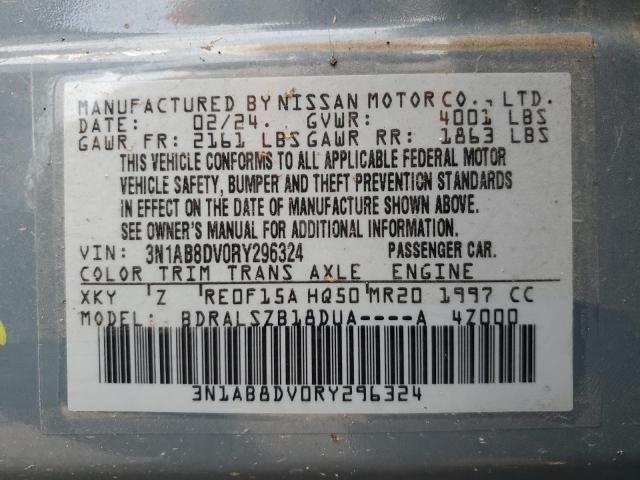 MANUFACTURED BY NISSAN MOTOR CO., LTD.
DATE: 02/24. GVWR: 4001 LBS
GAWR FR: 2161 LBS GAWR RR: 1863 LBS
THIS VEHICLE CONFORMS TO ALL APPLICABLE FEDERAL MOTOR
VEHICLE SAFETY, BUMPER AND THEFT PREVENTION STANDARDS
IN EFFECT ON THE DATE OF MANUFACTURE SHOWN ABOVE.
SEE OWNER'S MANUAL FOR ADDITIONAL INFORMATION.
VIN: 3N1AB8DV0RY296324 PASSENGER CAR.
COLOR TRIM TRANS AXLE ENGINE
XKY Z RE0F15A HQ50 MR20 1997 CC
MODEL: BDRALSZB18DUA----A 4Z000
3N1AB8DV0RY296324